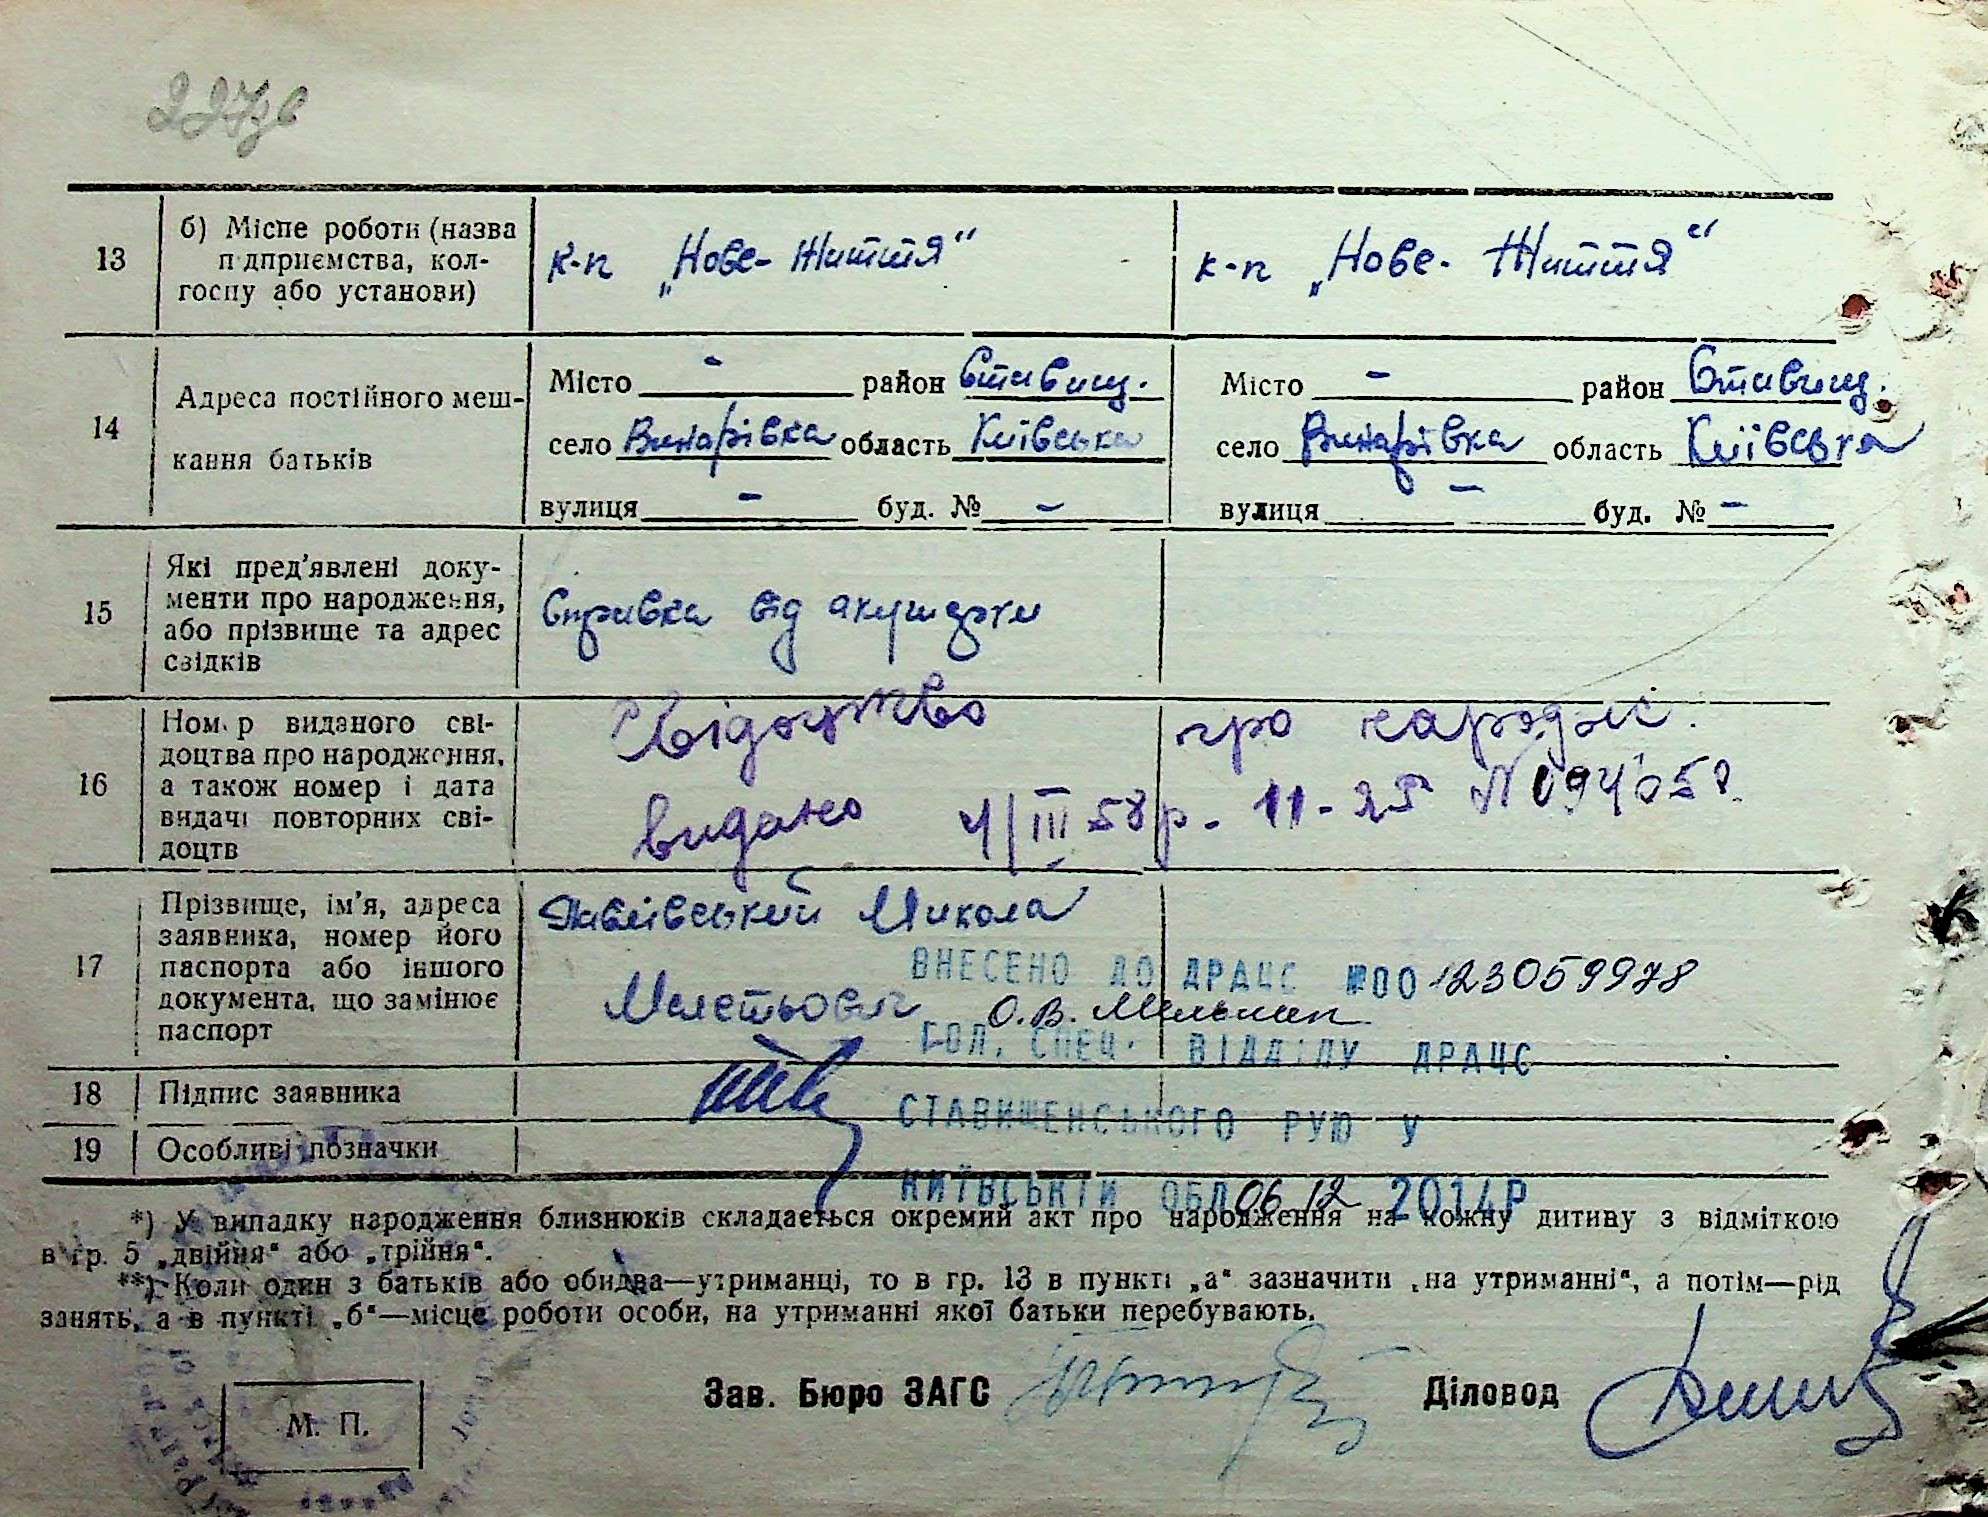 227зв
13
б) Місце роботи (назва
підприємства, кол-
госпу або установи)
к-п „Нове-Життя“
к-п „Нове-Життя“
14
Адреса постійного меш-
кання батьків
Місто - район Ставищ.
село Винарівка область Київська
вулиця - буд. № -
Місто - район Ставищ.
село Винарівка область Київська
вулиця - буд. № -
15
Які пред'явлені доку-
менти про народження,
або прізвище та адрес
свідків
Справка від акушерки
16
Номер виданого сві-
доцтва про народження,
а також номер і дата
видачі повторних сві-
доцтв
Свідоцтво про народж.
видано 4/III 58 р.
17
Прізвище, ім'я, адреса
заявника, номер його
паспорта або іншого
документа, що замінює
паспорт
Микола
ВНЕСЕНО ДО ДРАЦС №00123059978
О.В. Мельник
ГОЛ. СПЕЦ. ВІДДІЛУ ДРАЦС
СТАВИЩЕНСЬКОГО РУЮ У
КИЇВСЬКІЙ ОБЛ 06.12 2014Р
18
Підпис заявника
19
Особливі позначки
*) У випадку народження близнюків складається окремий акт про народження на кожну дитину з відміткою
в гр. 5 „двійня“ або „трійня“.
**) Коли один з батьків або обидва—утриманці, то в гр. 13 в пункті „а“ зазначити „на утриманні“, а потім—рід
занять, а в пункті „б“—місце роботи особи, на утриманні якої батьки перебувають.
Зав. Бюро ЗАГС
Діловод
М. П.